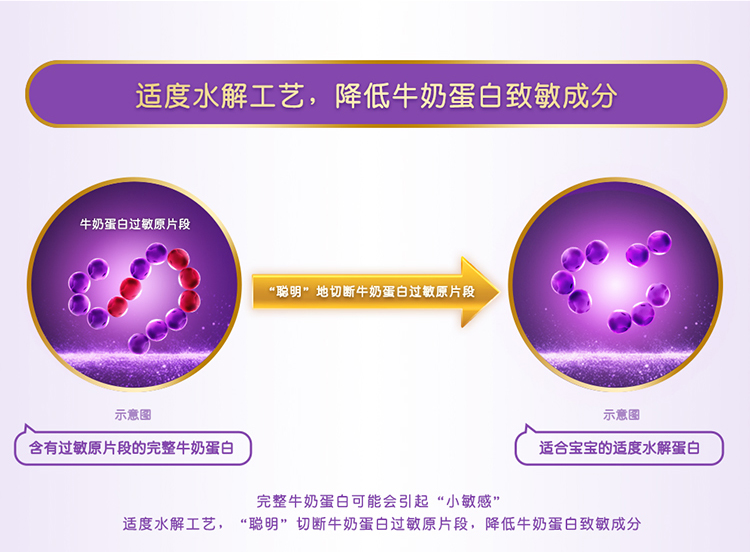 适度水解工艺，降低牛奶蛋白致敏成分
牛奶蛋白过敏原片段
“聪明”地切断牛奶蛋白过敏原片段
示意图
示意图
含有过敏原片段的完整牛奶蛋白
适合宝宝的适度水解蛋白
完整牛奶蛋白可能会引起“小敏感”
适度水解工艺，“聪明”切断牛奶蛋白过敏原片段，降低牛奶蛋白致敏成分